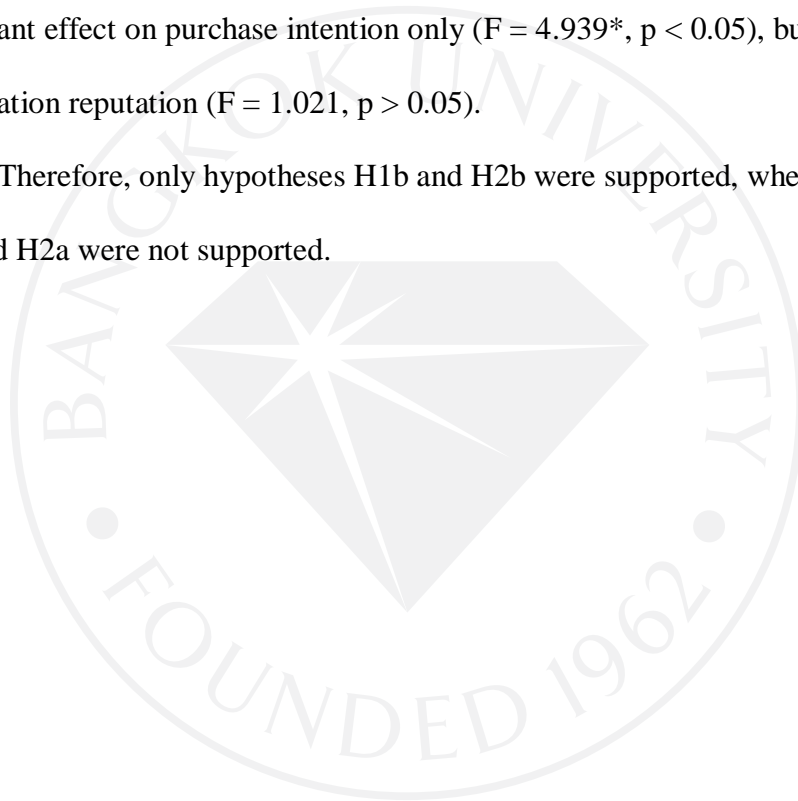 ant effect on purchase intention only (F = 4.939*, p < 0.05), bu
ation reputation (F = 1.021, p > 0.05).
Therefore, only hypotheses H1b and H2b were supported, whe
d H2a were not supported.
BANGKOK UNIVERSITY
• FOUNDED 1962 •